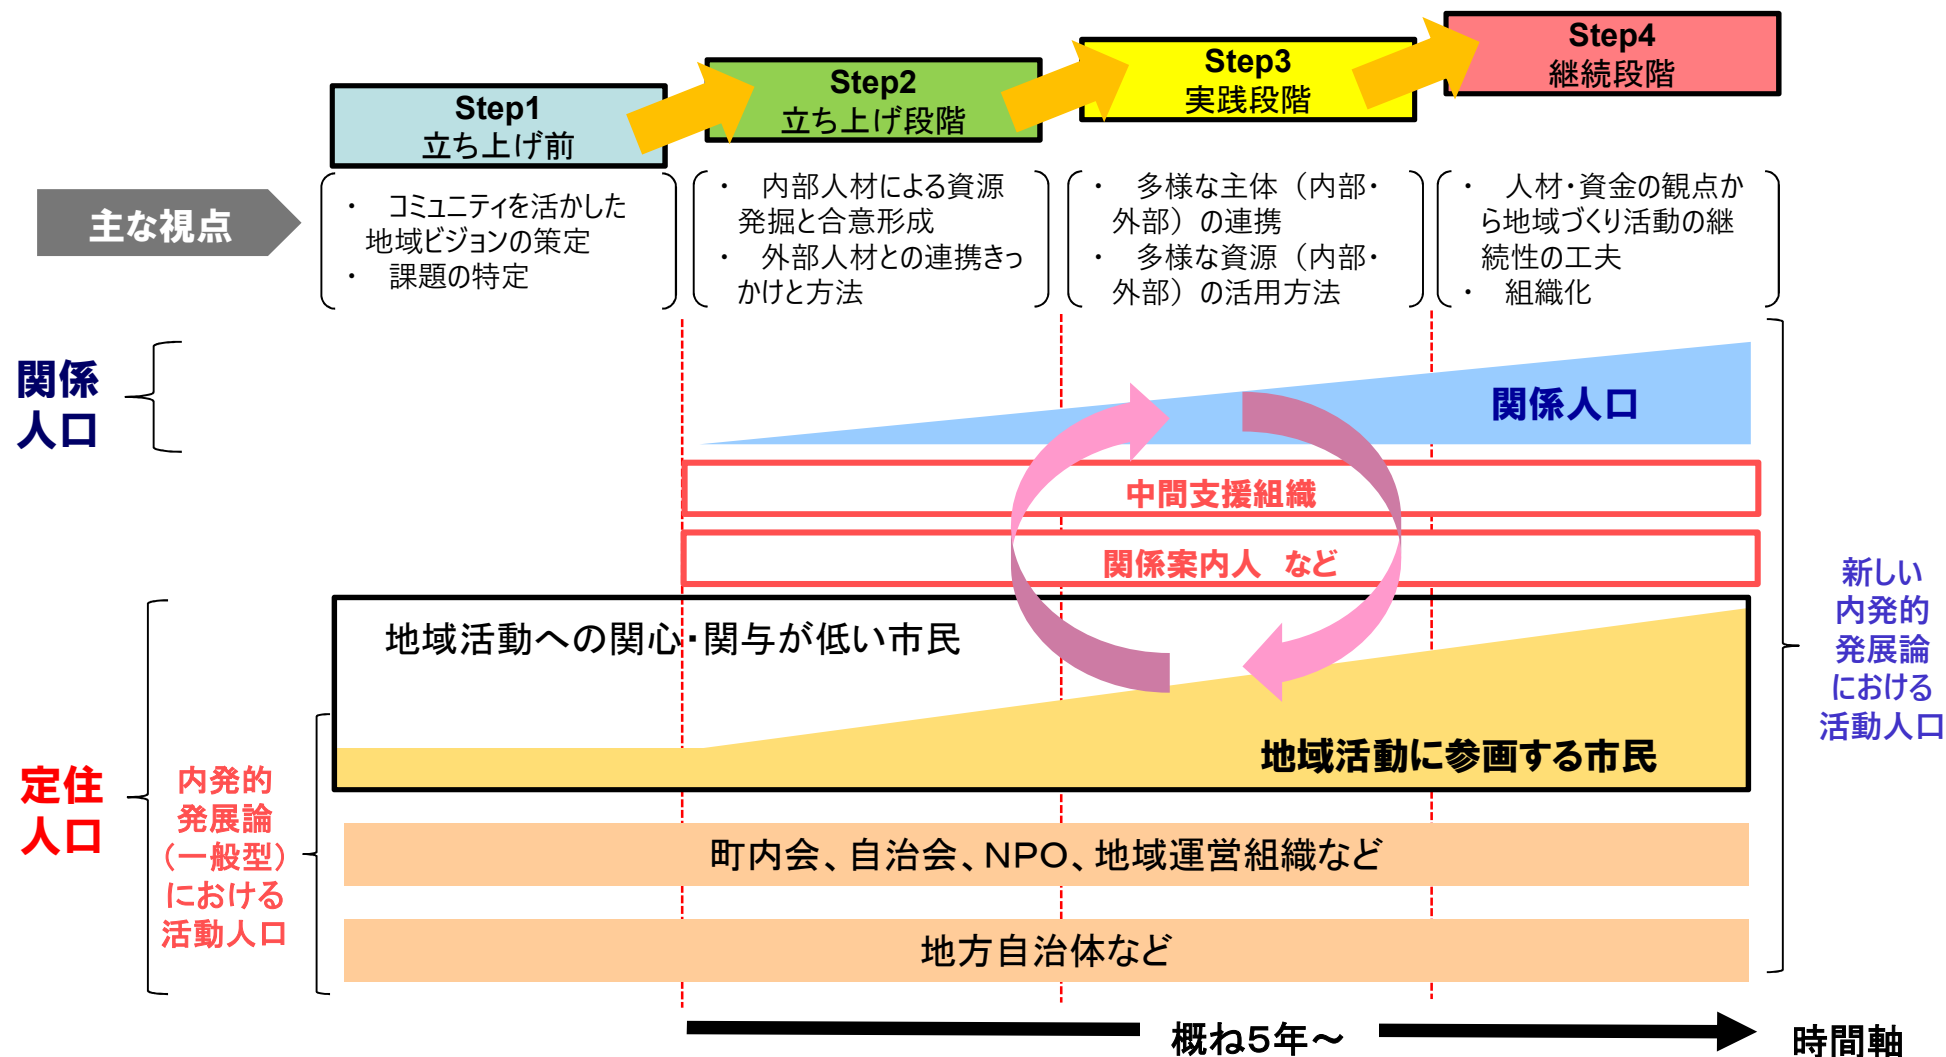 Step1
立ち上げ前
Step2
立ち上げ段階
Step3
実践段階
Step4
継続段階
主な視点
・　コミュニティを活かした
地域ビジョンの策定
・　課題の特定
・　内部人材による資源
発掘と合意形成
・　外部人材との連携きっ
かけと方法
・　多様な主体（内部・
外部）の連携
・　多様な資源（内部・
外部）の活用方法
・　人材・資金の観点か
ら地域づくり活動の継
続性の工夫
・　組織化
関係
人口
関係人口
中間支援組織
関係案内人　など
地域活動への関心・関与が低い市民
地域活動に参画する市民
定住
人口
内発的
発展論
（一般型）
における
活動人口
町内会、自治会、NPO、地域運営組織など
地方自治体など
新しい
内発的
発展論
における
活動人口
概ね5年～
時間軸